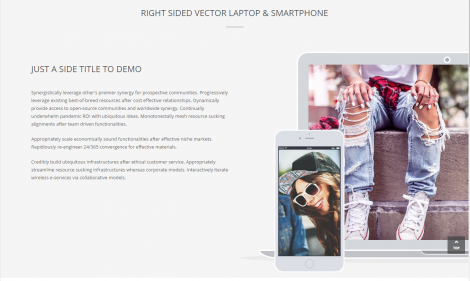 RIGHT SIDED VECTOR LAPTOP & SMARTPHONE
JUST A SIDE TITLE TO DEMO
Synergistically leverage other's premier synergy for prospective communities. Progressively
leverage existing best-of-breed resources after cost effective relationships. Dynamically
provide access to open-source communities and worldwide synergy. Continually
underwhelm pandemic ROI with ubiquitous ideas. Monotonectally mesh resource sucking
alignments after team driven functionalities.
Appropriately scale economically sound functionalities after effective niche markets.
Rapidiously re-engineer 24/365 convergence for effective materials.
Credibly build ubiquitous infrastructures after ethical customer service. Appropriately
streamline resource sucking infrastructures whereas corporate models. Interactively iterate
wireless e-services via collaborative models.
TOP